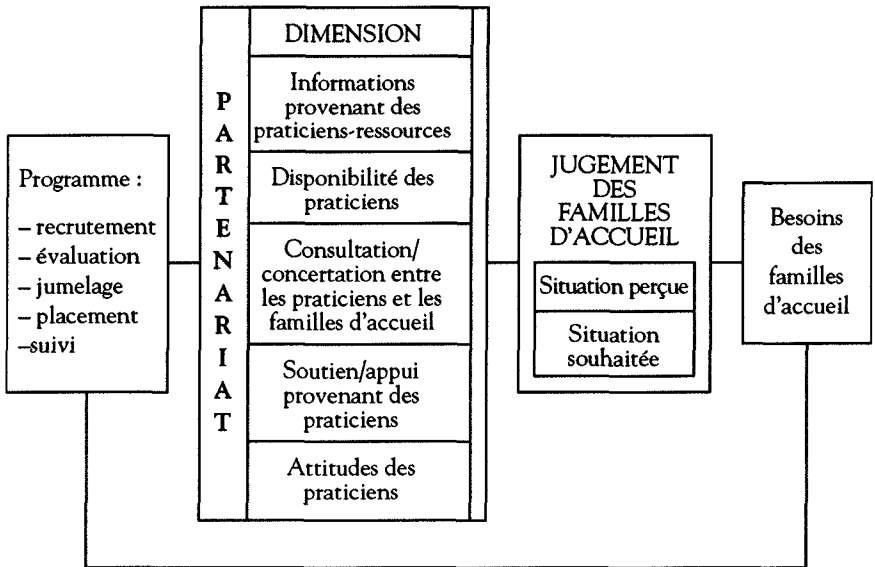 Programme :
– recrutement
– évaluation
– jumelage
– placement
–suivi
PARTENARIAT
DIMENSION
Informations
provenant des
praticiens-ressources
Disponibilité des
praticiens
Consultation/
concertation entre
les praticiens et les
familles d'accueil
Soutien/appui
provenant des
praticiens
Attitudes des
praticiens
JUGEMENT
DES
FAMILLES
D'ACCUEIL
Situation perçue
Situation
souhaitée
Besoins
des
familles
d'accueil